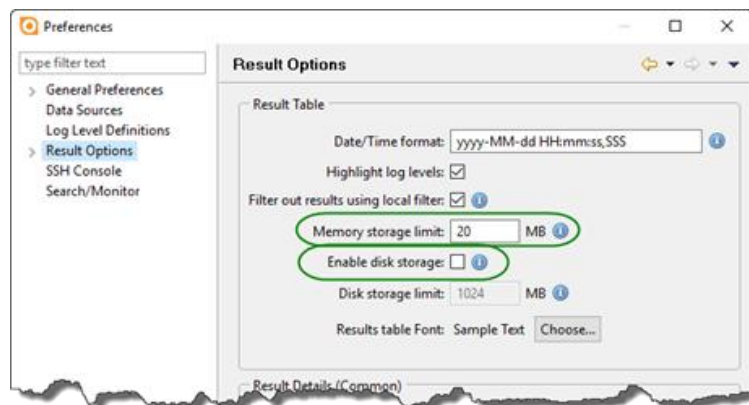 Preferences
type filter text
General Preferences
Data Sources
Log Level Definitions
Result Options
SSH Console
Search/Monitor
Result Options
Result Table
Date/Time format: yyyy-MM-dd HH:mm:ss,SSS
Highlight log levels:
Filter out results using local filter:
Memory storage limit: 20 MB
Enable disk storage:
Disk storage limit: 1024 MB
Results table Font: Sample Text Choose...
Result Details (Common)